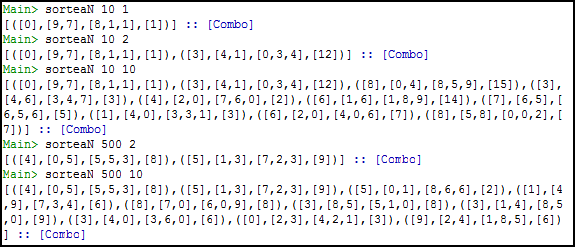 Main> sorteaN 10 1
[([0],[9,7],[8,1,1],[1])] :: [Combo]
Main> sorteaN 10 2
[([0],[9,7],[8,1,1],[1]),([3],[4,1],[0,3,4],[12])] :: [Combo]
Main> sorteaN 10 10
[([0],[9,7],[8,1,1],[1]),([3],[4,1],[0,3,4],[12]),([8],[0,4],[8,5,9],[15]),([3],
[4,6],[3,4,7],[3]),([4],[2,0],[7,6,0],[2]),([6],[1,6],[1,8,9],[14]),([7],[6,5],[
6,5,6],[5]),([1],[4,0],[3,3,1],[3]),([6],[2,0],[4,0,6],[7]),([8],[5,8],[0,0,2],[
7])] :: [Combo]
Main> sorteaN 500 2
[([4],[0,5],[5,5,3],[8]),([5],[1,3],[7,2,3],[9])] :: [Combo]
Main> sorteaN 500 10
[([4],[0,5],[5,5,3],[8]),([5],[1,3],[7,2,3],[9]),([5],[0,1],[8,6,6],[2]),([1],[4
,9],[7,3,4],[6]),([8],[7,0],[6,0,9],[8]),([3],[8,5],[5,1,0],[8]),([3],[1,4],[8,5
,0],[9]),([3],[4,0],[3,6,0],[6]),([0],[2,3],[4,2,1],[3]),([9],[2,4],[1,8,5],[6])
] :: [Combo]